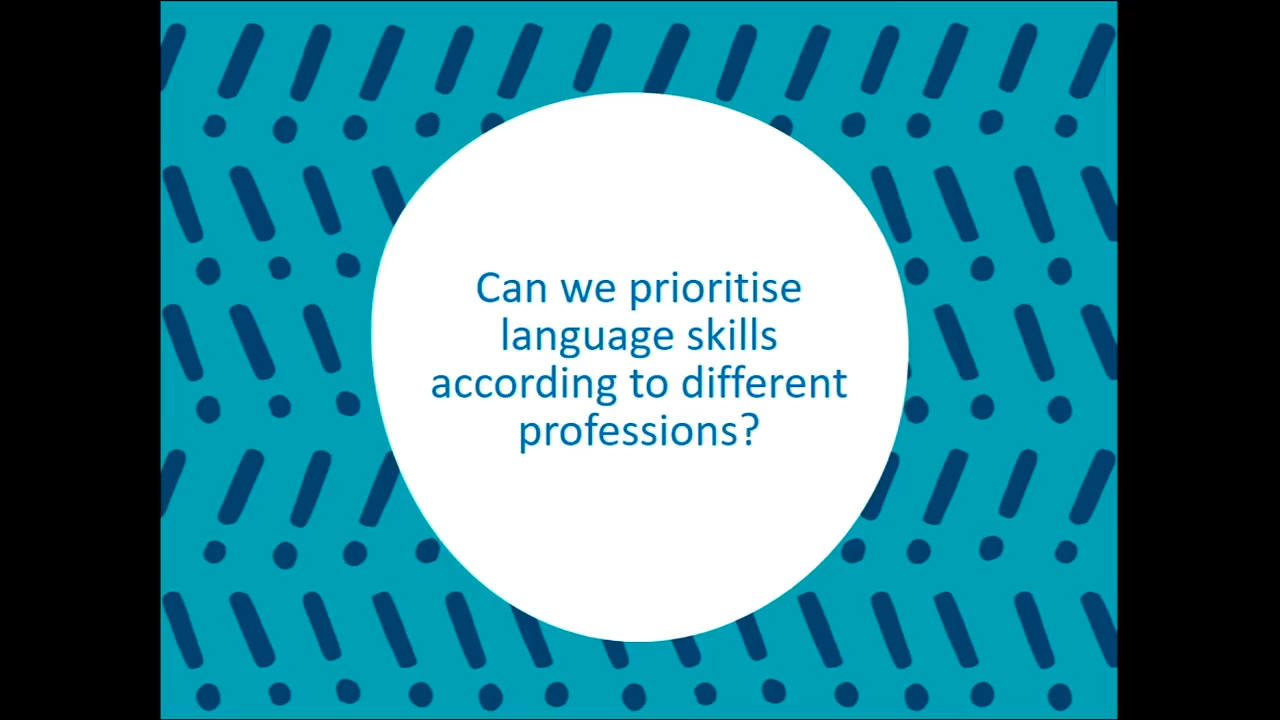 Can we prioritise
language skills
according to different
professions?